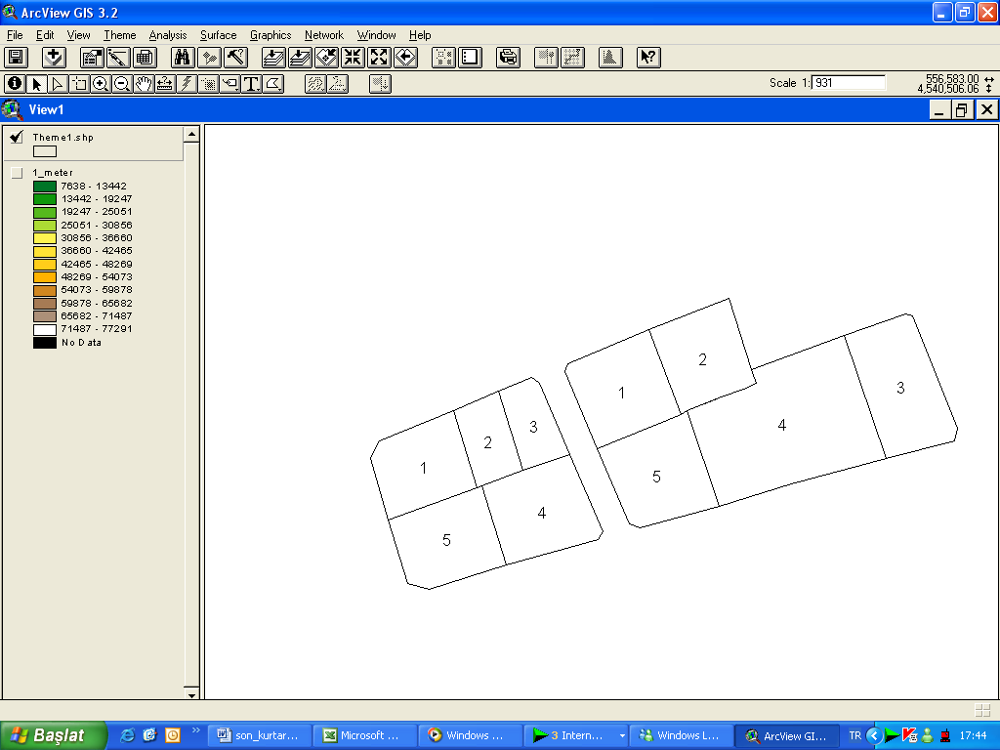 ArcView GIS 3.2
File Edit View Theme Analysis Surface Graphics Network Window Help
Scale 1: 931
556,583.00
4,540,506.06
View1
Theme1.shp
1_meter
7638 - 13442
13442 - 19247
19247 - 25051
25051 - 30856
30856 - 36660
36660 - 42465
42465 - 48269
48269 - 54073
54073 - 59878
59878 - 65682
65682 - 71487
71487 - 77291
No Data
1
2
3
4
5
1
2
3
4
5
Başlat
son_kurtar...
Microsoft ...
Windows ...
3 Intern...
Windows L...
ArcView GI...
TR
17:44